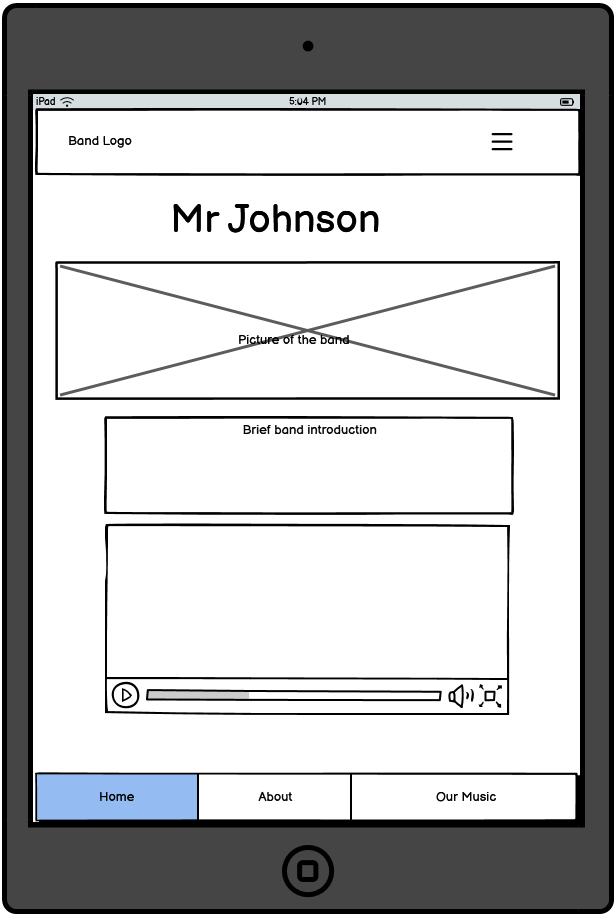 iPad 5:04 PM
Band Logo
Mr Johnson
Picture of the band
Brief band introduction
Home About Our Music